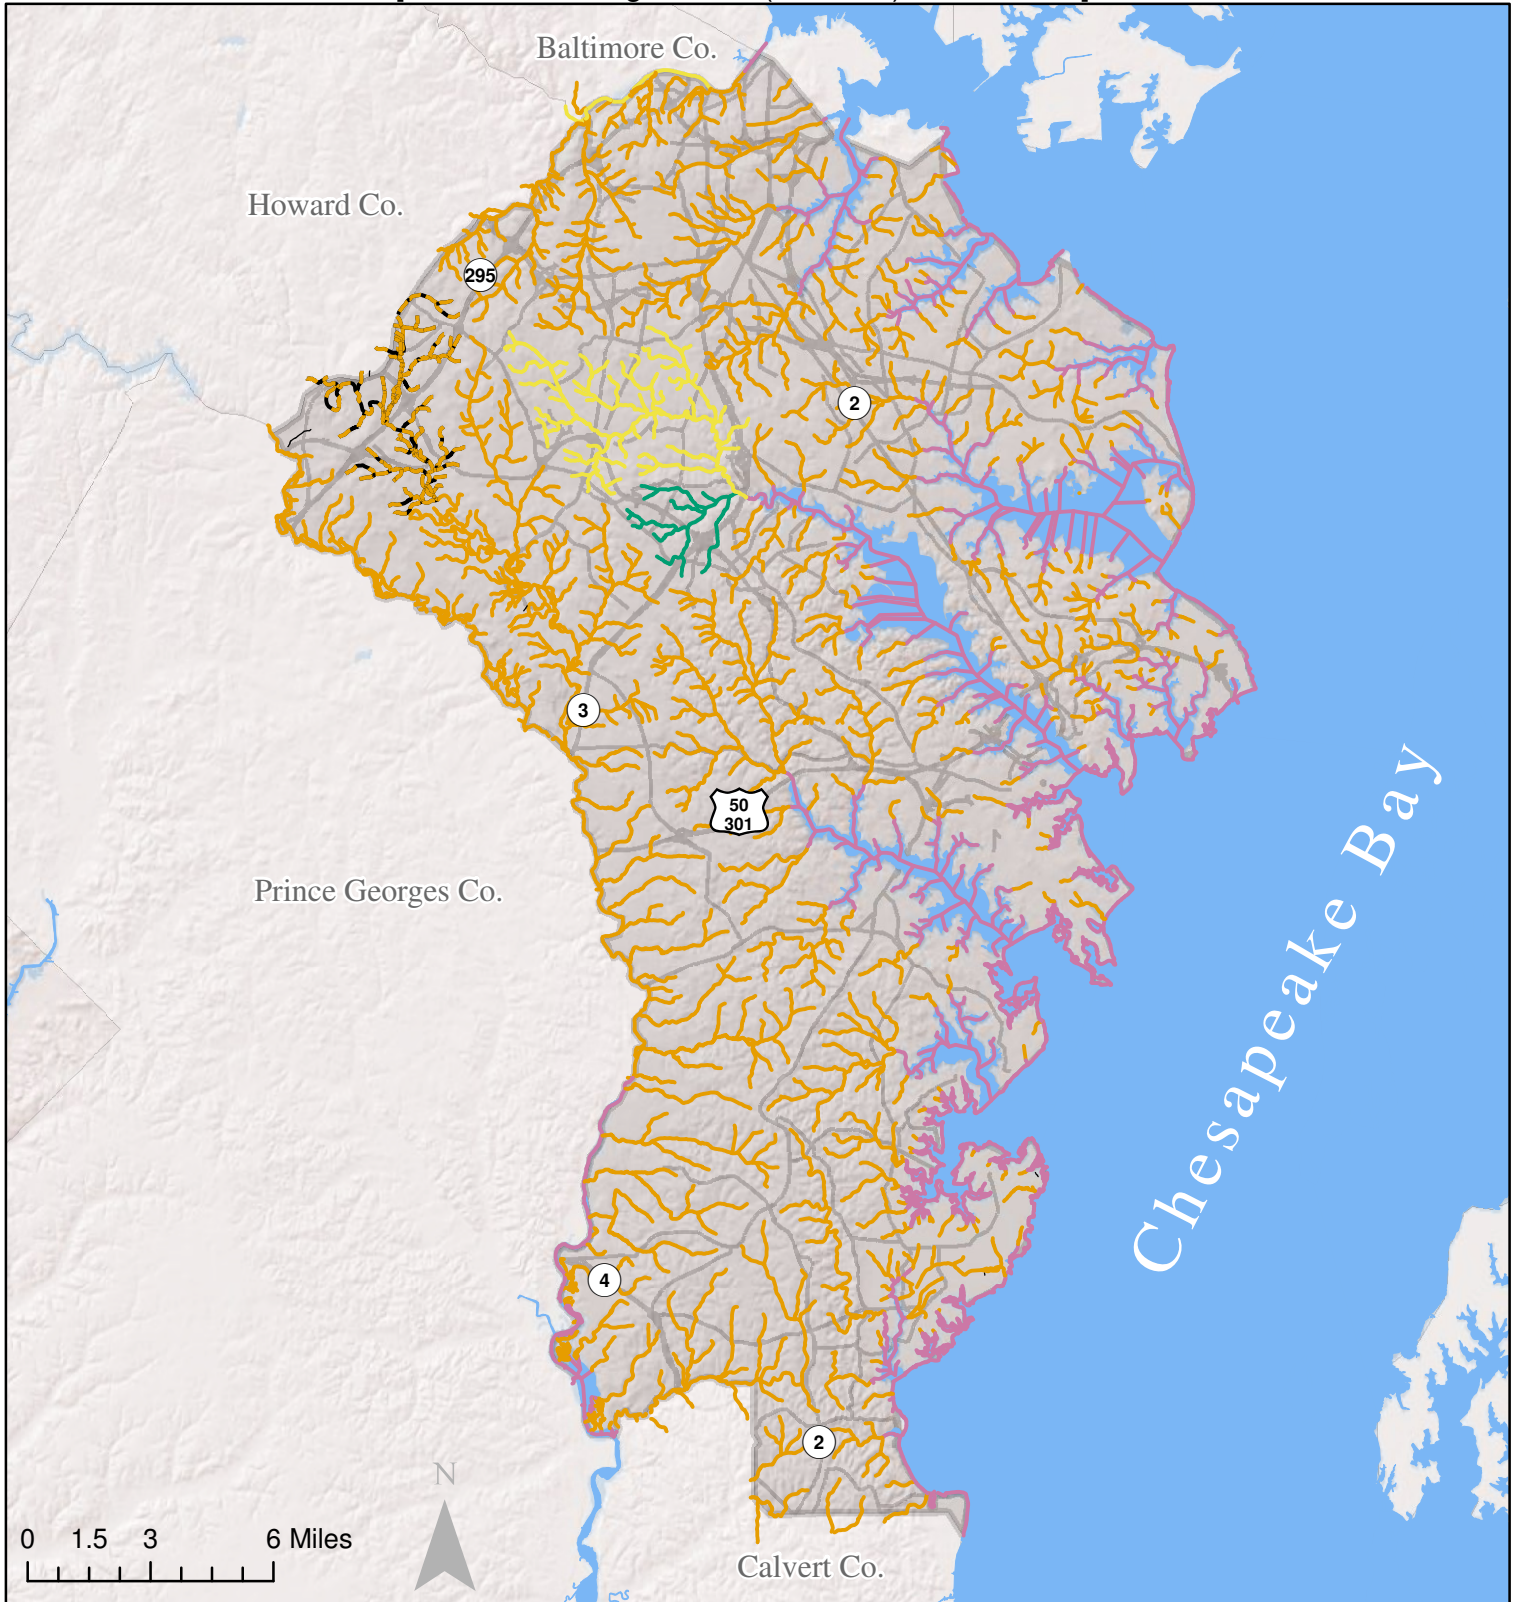 Baltimore Co.
Howard Co.
295
2
3
50
301
Prince Georges Co.
Chesapeake Bay
4
2
N
0 1.5 3 6 Miles
Calvert Co.